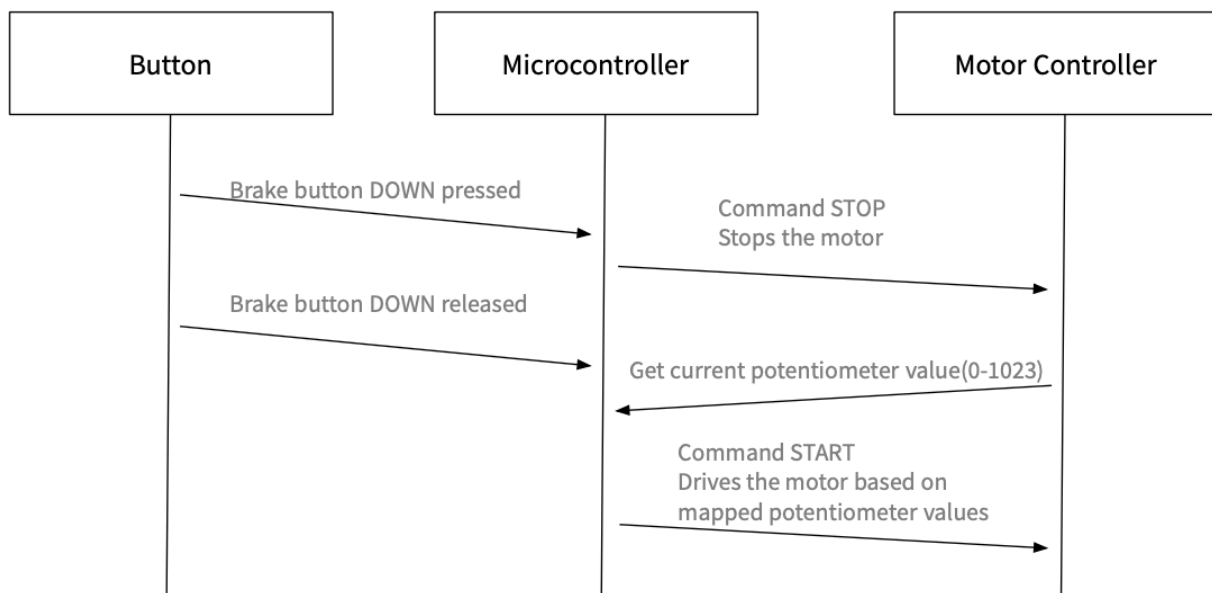 Button
Microcontroller
Motor Controller
Brake button DOWN pressed
Command STOP
Stops the motor
Brake button DOWN released
Get current potentiometer value(0-1023)
Command START
Drives the motor based on
mapped potentiometer values